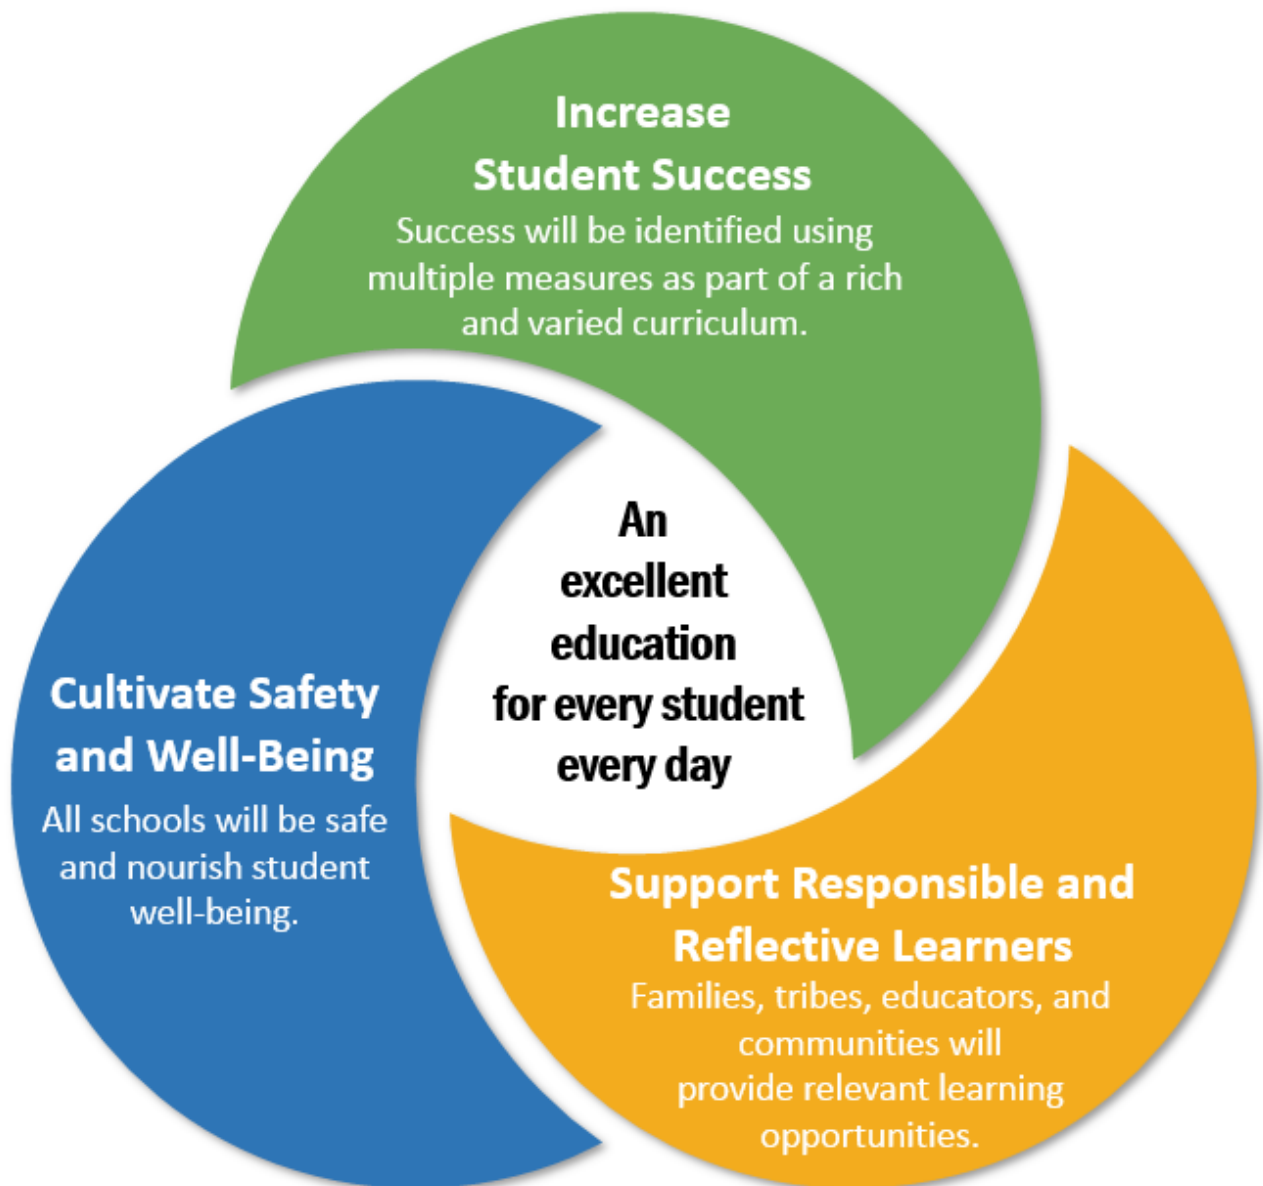 Increase
Student Success
Success will be identified using
multiple measures as part of a rich
and varied curriculum.
An
excellent
education
for every student
every day
Cultivate Safety
and Well-Being
All schools will be safe
and nourish student
well-being.
Support Responsible and
Reflective Learners
Families, tribes, educators, and
communities will
provide relevant learning
opportunities.